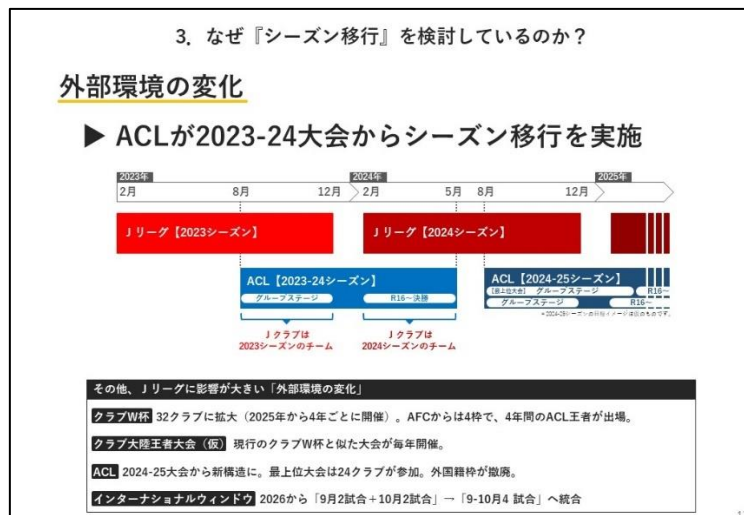 3．なぜ『シーズン移行』を検討しているのか？
外部環境の変化
▶ ACLが2023-24大会からシーズン移行を実施
2023年 2024年 2025年
2月 8月 12月 2月 5月 8月 12月
Ｊリーグ【2023シーズン】 Ｊリーグ【2024シーズン】
ACL【2023-24シーズン】 ACL【2024-25シーズン】
【最上位大会】 グループステージ R16～
グループステージ R16～決勝 グループステージ R16～
Ｊクラブは Ｊクラブは
2023シーズンのチーム 2024シーズンのチーム
その他、Ｊリーグに影響が大きい「外部環境の変化」
クラブW杯 32クラブに拡大（2025年から4年ごとに開催）。AFCからは4枠で、4年間のACL王者が出場。
クラブ大陸王者大会（仮） 現行のクラブW杯と似た大会が毎年開催。
ACL 2024-25大会から新構造に。最上位大会は24クラブが参加。外国籍枠が撤廃。
インターナショナルウィンドウ 2026から「9月2試合＋10月2試合」→「9-10月4 試合」へ統合